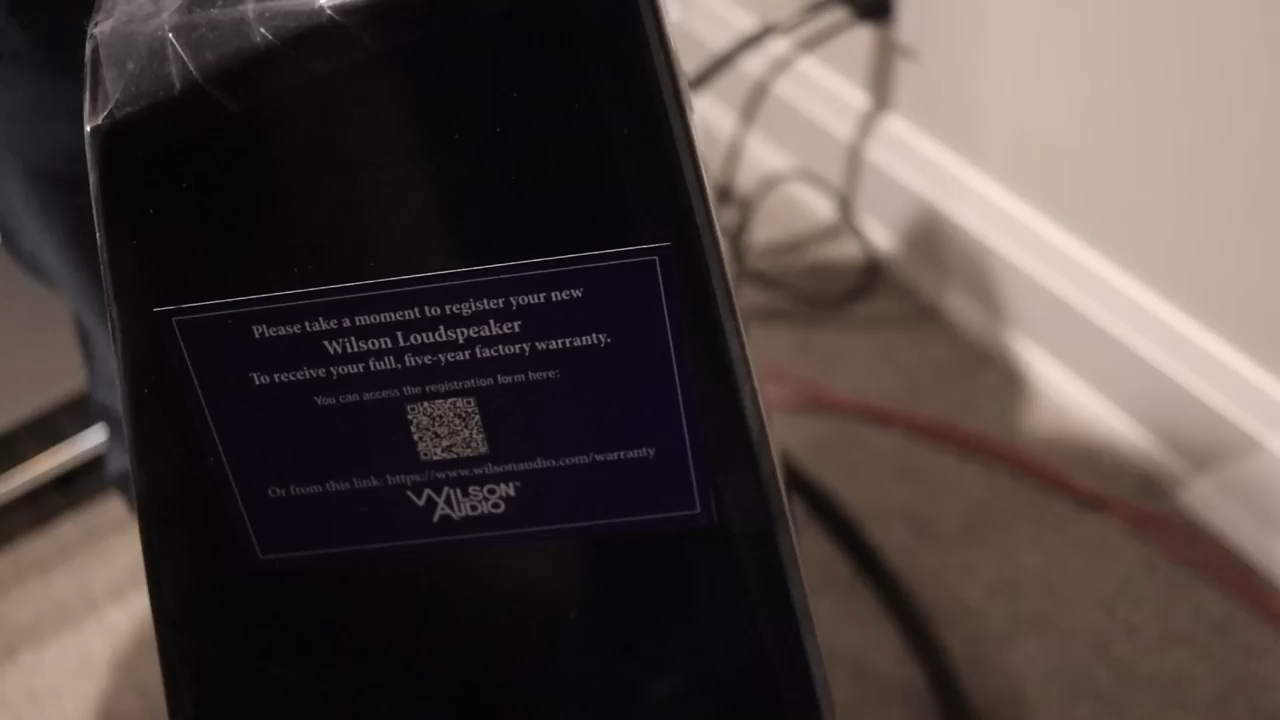 Please take a moment to register your new
Wilson Loudspeaker
To receive your full, five-year factory warranty.
You can access the registration form here:
Or from this link: https://www.wilsonaudio.com/warranty
WILSON
AUDIO